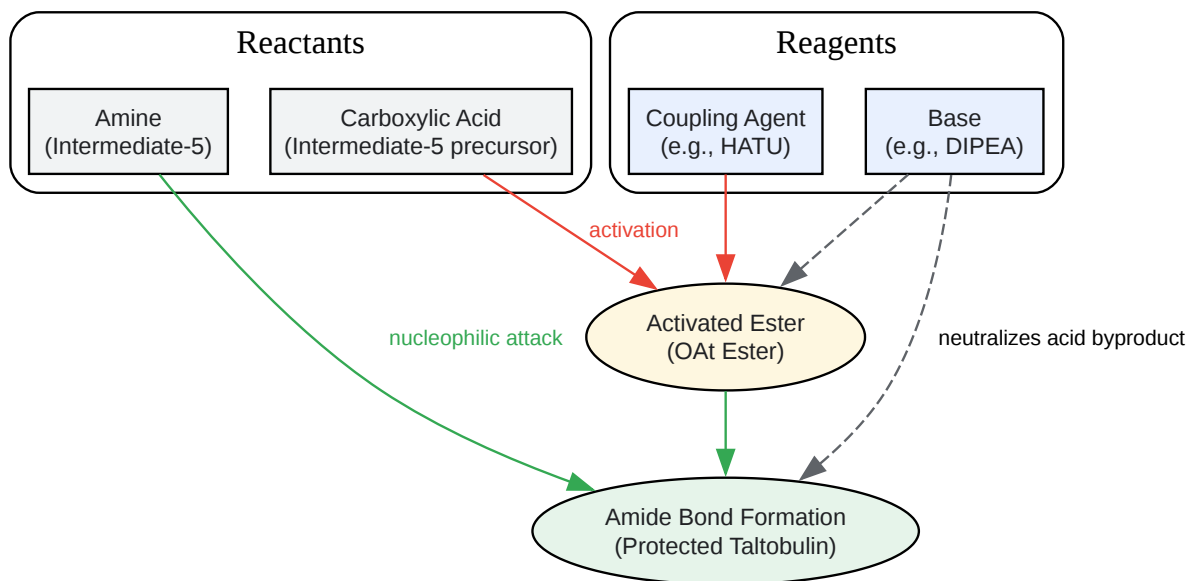 Reactants
Reagents
Amine
(Intermediate-5)
Carboxylic Acid
(Intermediate-5 precursor)
Coupling Agent
(e.g., HATU)
Base
(e.g., DIPEA)
activation
Activated Ester
(OAt Ester)
nucleophilic attack
neutralizes acid byproduct
Amide Bond Formation
(Protected Taltobulin)